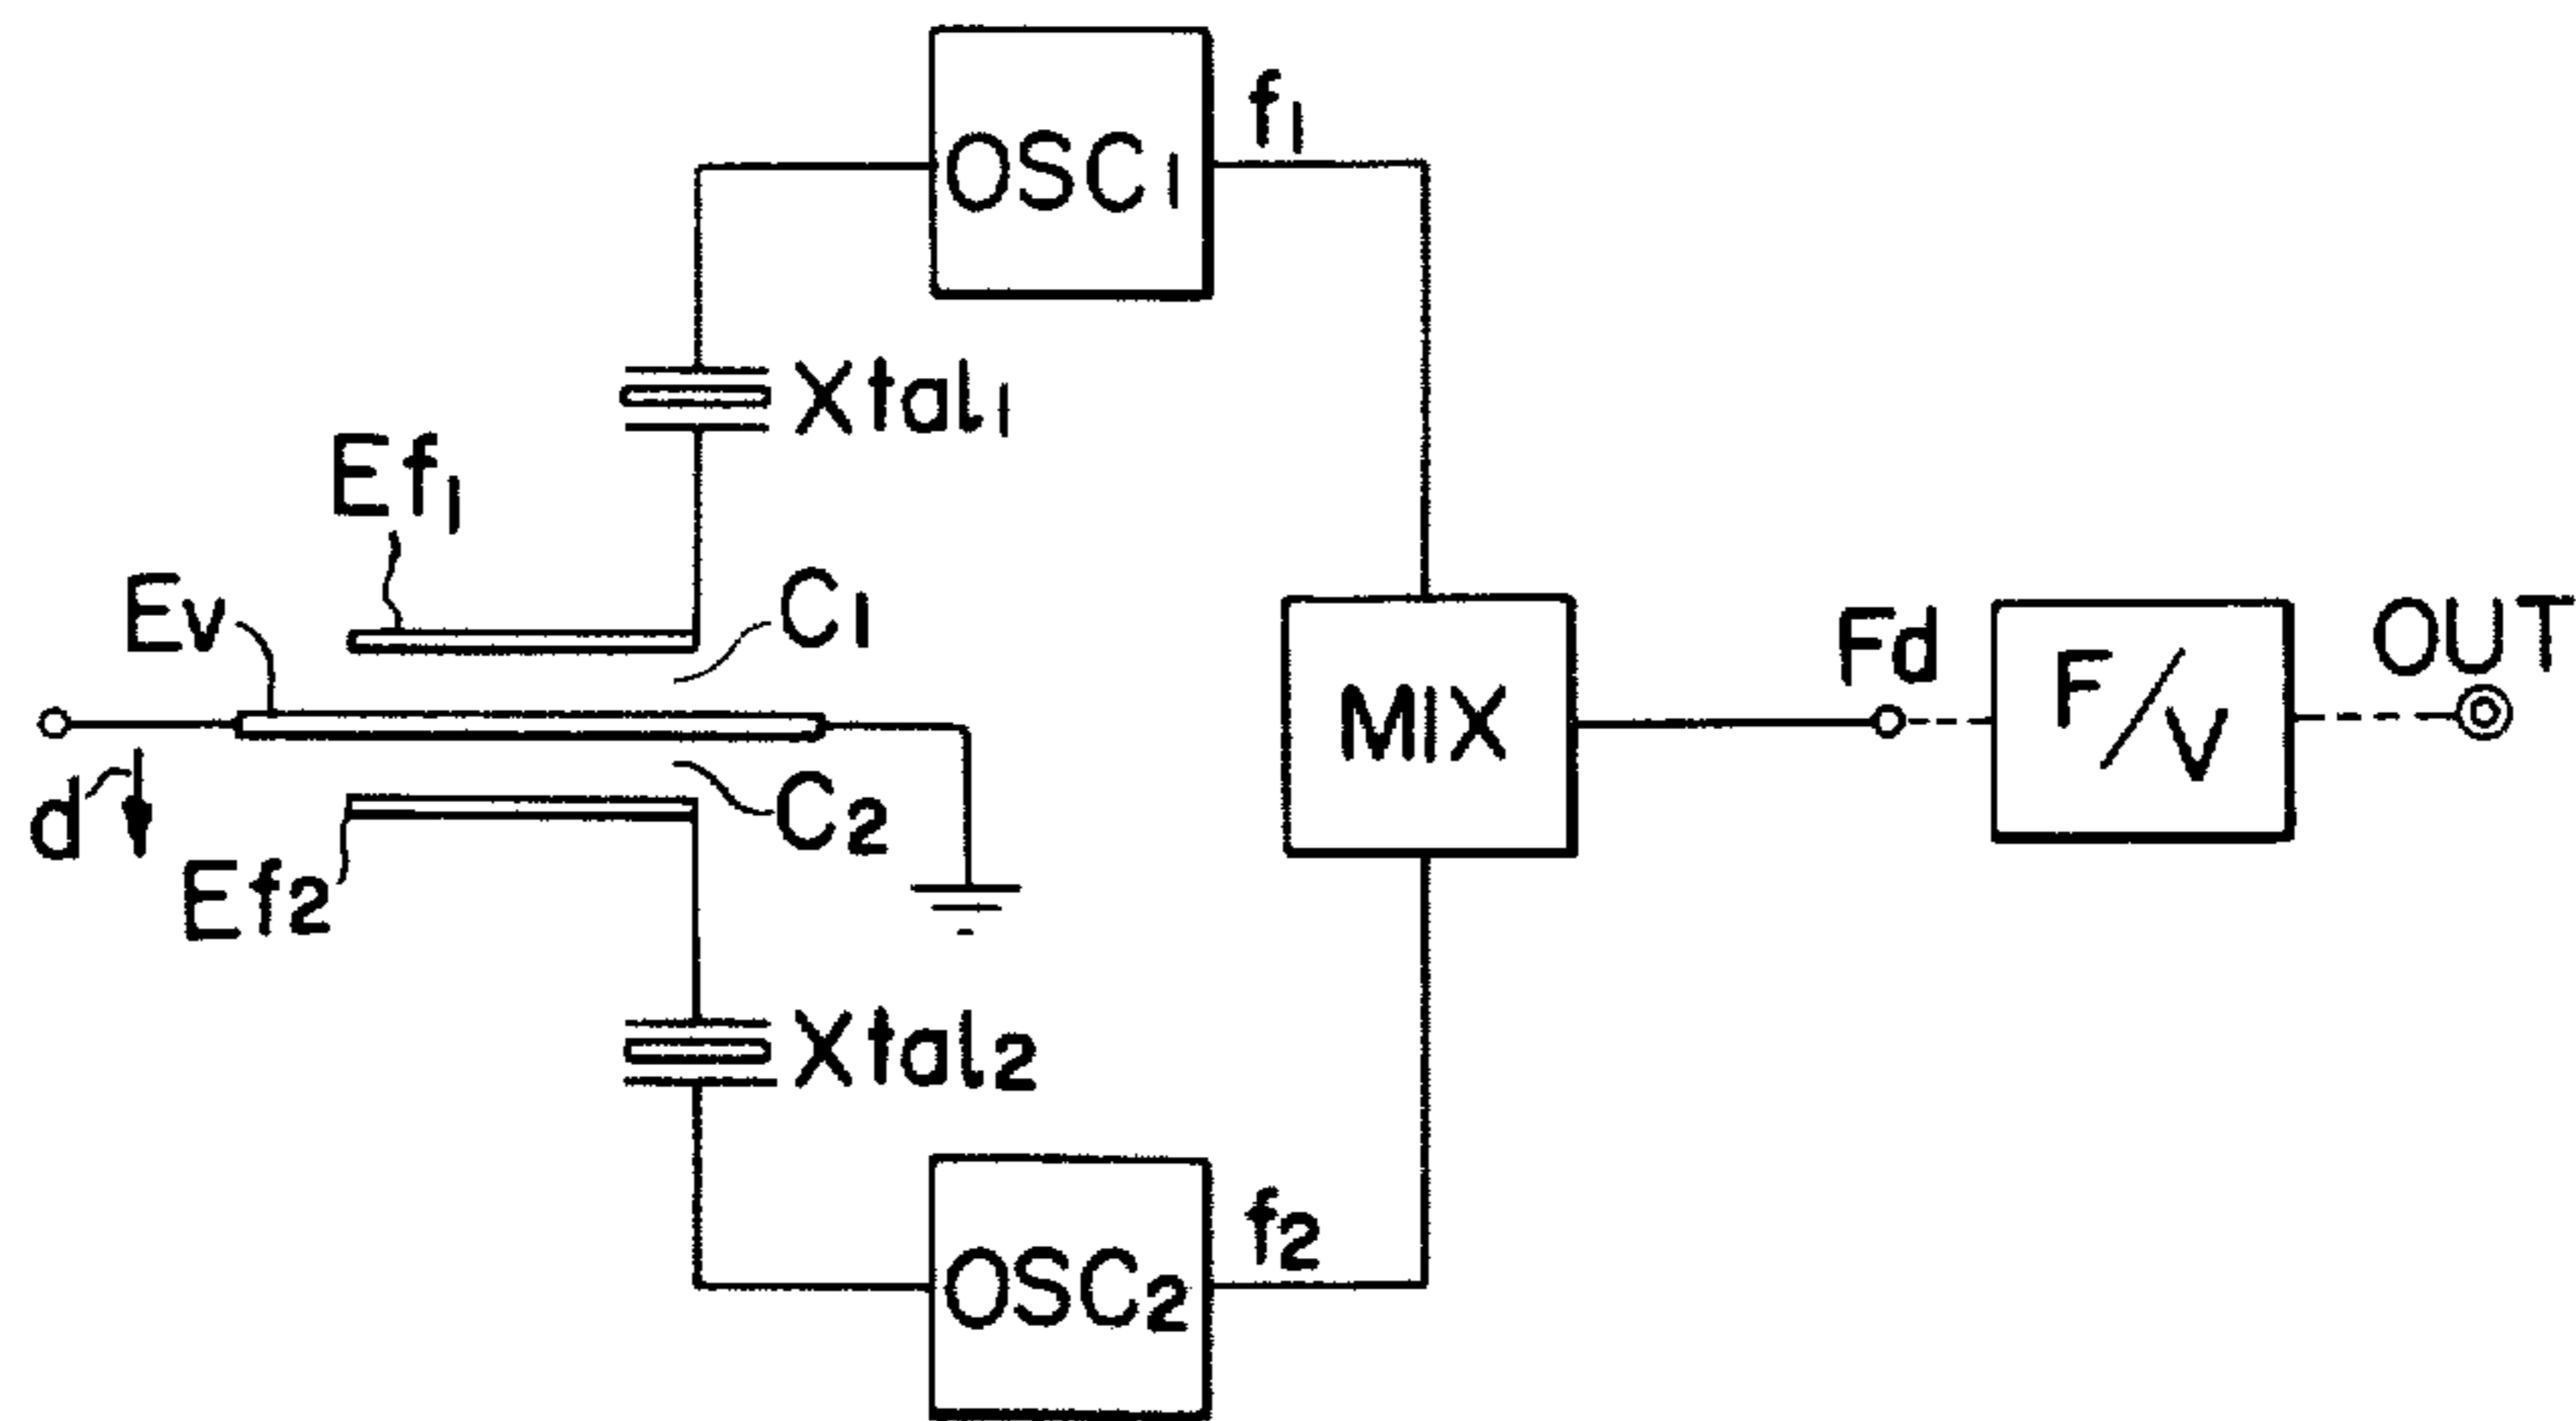 OSC1
f1
Xtal1
Ef1
Ev
C1
MIX
Fd
F/V
OUT
d
C2
Ef2
Xtal2
OSC2
f2